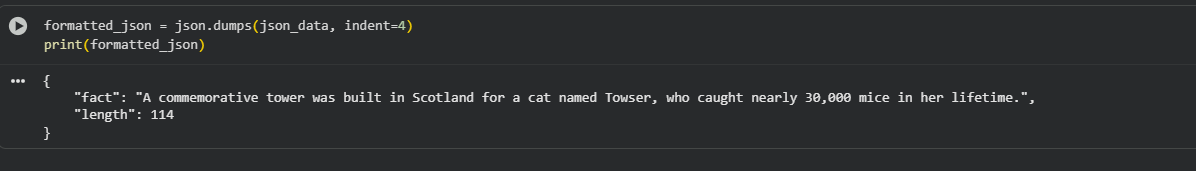 formatted_json = json.dumps(json_data, indent=4)
print(formatted_json)
{
    "fact": "A commemorative tower was built in Scotland for a cat named Towser, who caught nearly 30,000 mice in her lifetime.",
    "length": 114
}